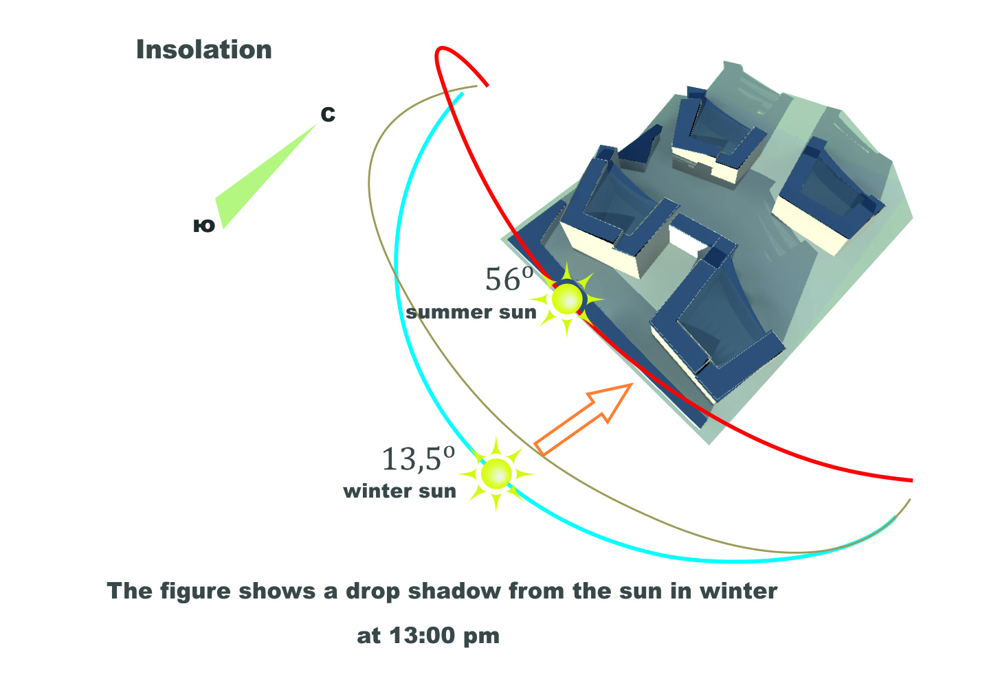 Insolation
С
Ю
56º
summer sun
13,5º
winter sun
The figure shows a drop shadow from the sun in winter
at 13:00 pm